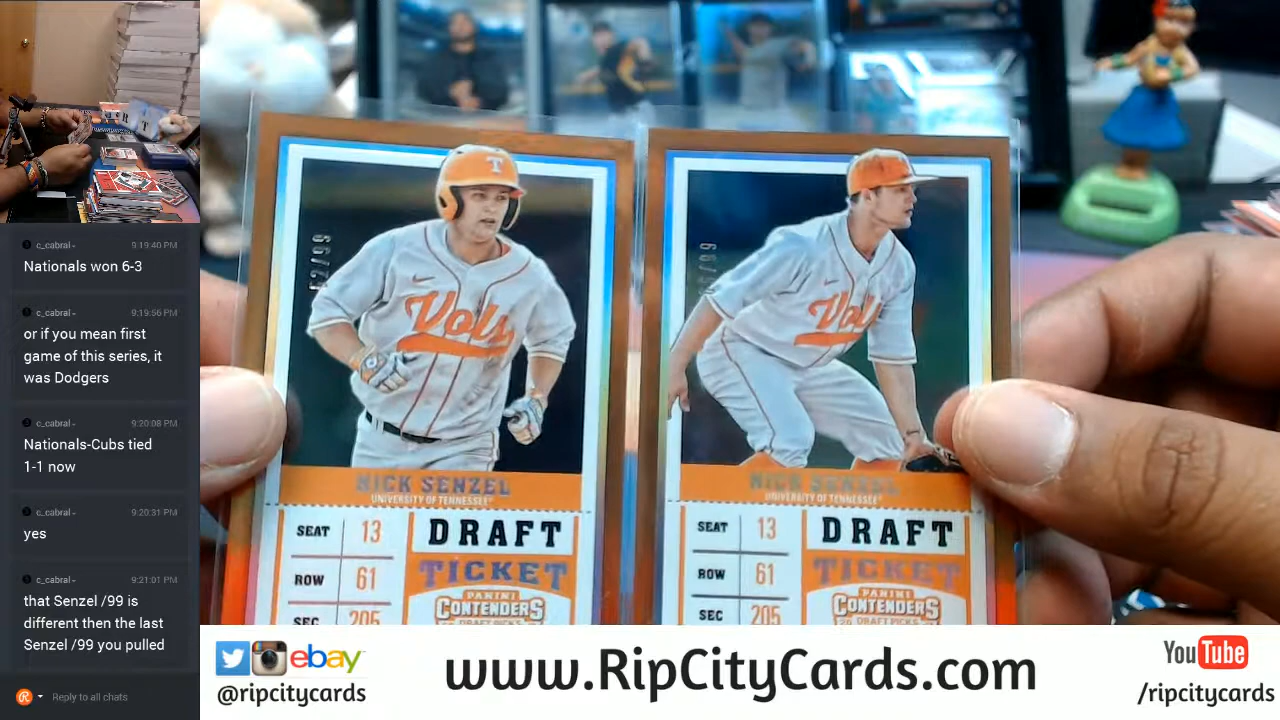 c_cabral 9:19:40 PM
Nationals won 6-3
c_cabral 9:19:56 PM
or if you mean first
game of this series, it
was Dodgers
c_cabral 9:20:08 PM
Nationals-Cubs tied
1-1 now
c_cabral 9:20:31 PM
yes
c_cabral 9:21:01 PM
that Senzel /99 is
different then the last
Senzel /99 you pulled
Reply to all chats
T
Vols
NICK SENZEL
UNIVERSITY OF TENNESSEE
SEAT 13
ROW 61
SEC 205
DRAFT
TICKET
PANINI
CONTENDERS
DRAFT PICKS
Vols
NICK SENZEL
UNIVERSITY OF TENNESSEE
SEAT 13
ROW 61
SEC 205
DRAFT
TICKET
PANINI
CONTENDERS
DRAFT PICKS
ebay
@ripcitycards
www.RipCityCards.com
YouTube
/ripcitycards